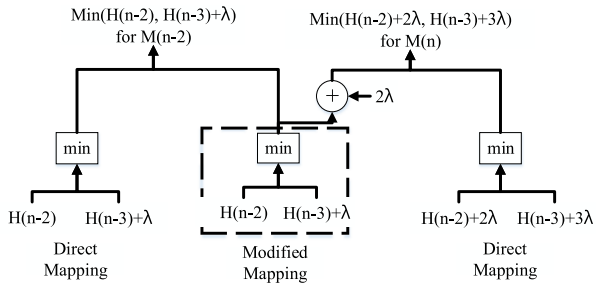 Min(H(n-2), H(n-3)+λ)
for M(n-2)
Min(H(n-2)+2λ, H(n-3)+3λ)
for M(n)
+
2λ
min
min
min
H(n-2)
H(n-3)+λ
H(n-2)
H(n-3)+λ
H(n-2)+2λ
H(n-3)+3λ
Direct
Mapping
Modified
Mapping
Direct
Mapping